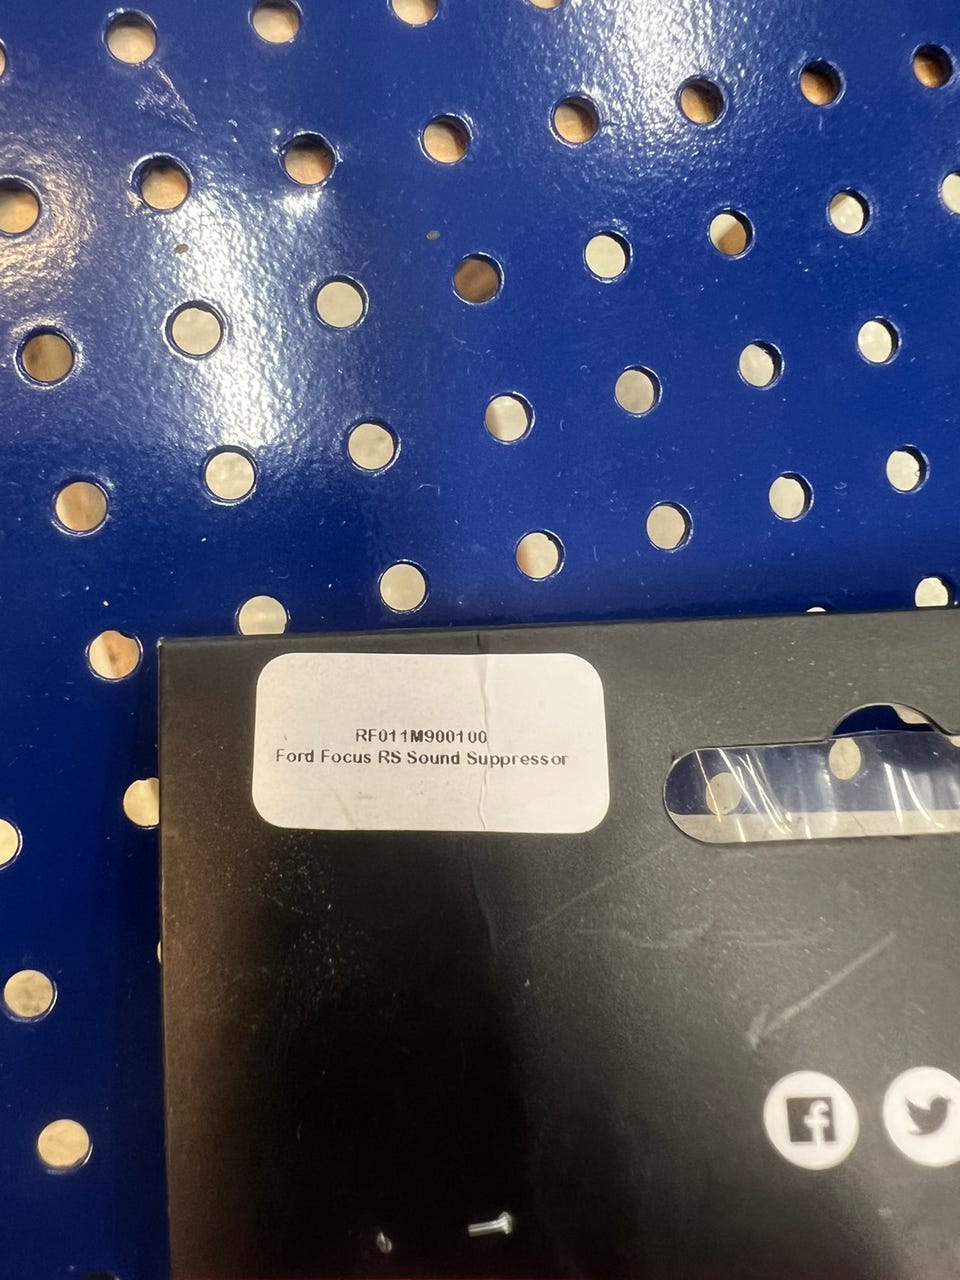 RF011M900100
Ford Focus RS Sound Suppressor